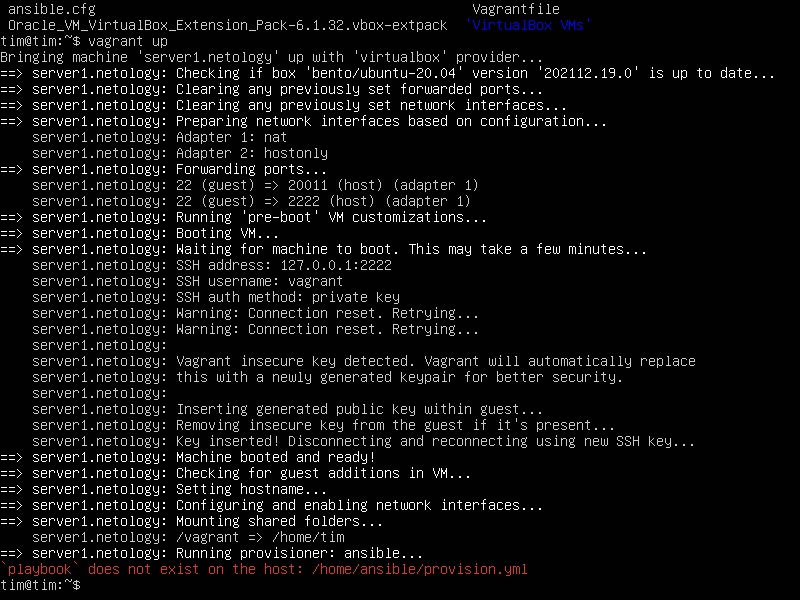 ansible.cfg Vagrantfile
Oracle_VM_VirtualBox_Extension_Pack-6.1.32.vbox-extpack 'VirtualBox VMs'
tim@tim:~$ vagrant up
Bringing machine 'server1.netology' up with 'virtualbox' provider...
==> server1.netology: Checking if box 'bento/ubuntu-20.04' version '202112.19.0' is up to date...
==> server1.netology: Clearing any previously set forwarded ports...
==> server1.netology: Clearing any previously set network interfaces...
==> server1.netology: Preparing network interfaces based on configuration...
server1.netology: Adapter 1: nat
server1.netology: Adapter 2: hostonly
==> server1.netology: Forwarding ports...
server1.netology: 22 (guest) => 20011 (host) (adapter 1)
server1.netology: 22 (guest) => 2222 (host) (adapter 1)
==> server1.netology: Running 'pre-boot' VM customizations...
==> server1.netology: Booting VM...
==> server1.netology: Waiting for machine to boot. This may take a few minutes...
server1.netology: SSH address: 127.0.0.1:2222
server1.netology: SSH username: vagrant
server1.netology: SSH auth method: private key
server1.netology: Warning: Connection reset. Retrying...
server1.netology: Warning: Connection reset. Retrying...
server1.netology:
server1.netology: Vagrant insecure key detected. Vagrant will automatically replace
server1.netology: this with a newly generated keypair for better security.
server1.netology:
server1.netology: Inserting generated public key within guest...
server1.netology: Removing insecure key from the guest if it's present...
server1.netology: Key inserted! Disconnecting and reconnecting using new SSH key...
==> server1.netology: Machine booted and ready!
==> server1.netology: Checking for guest additions in VM...
==> server1.netology: Setting hostname...
==> server1.netology: Configuring and enabling network interfaces...
==> server1.netology: Mounting shared folders...
server1.netology: /vagrant => /home/tim
==> server1.netology: Running provisioner: ansible...
`playbook` does not exist on the host: /home/ansible/provision.yml
tim@tim:~$